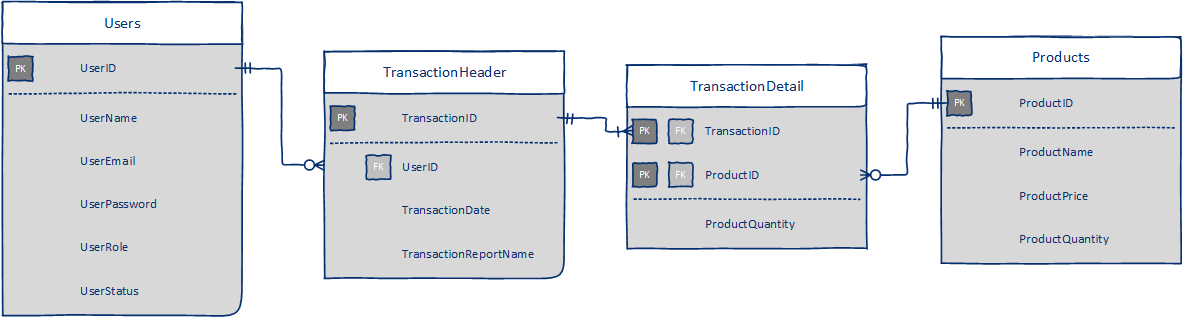 Users
PK UserID
UserName
UserEmail
UserPassword
UserRole
UserStatus
TransactionHeader
PK TransactionID
FK UserID
TransactionDate
TransactionReportName
TransactionDetail
PK FK TransactionID
PK FK ProductID
ProductQuantity
Products
PK ProductID
ProductName
ProductPrice
ProductQuantity